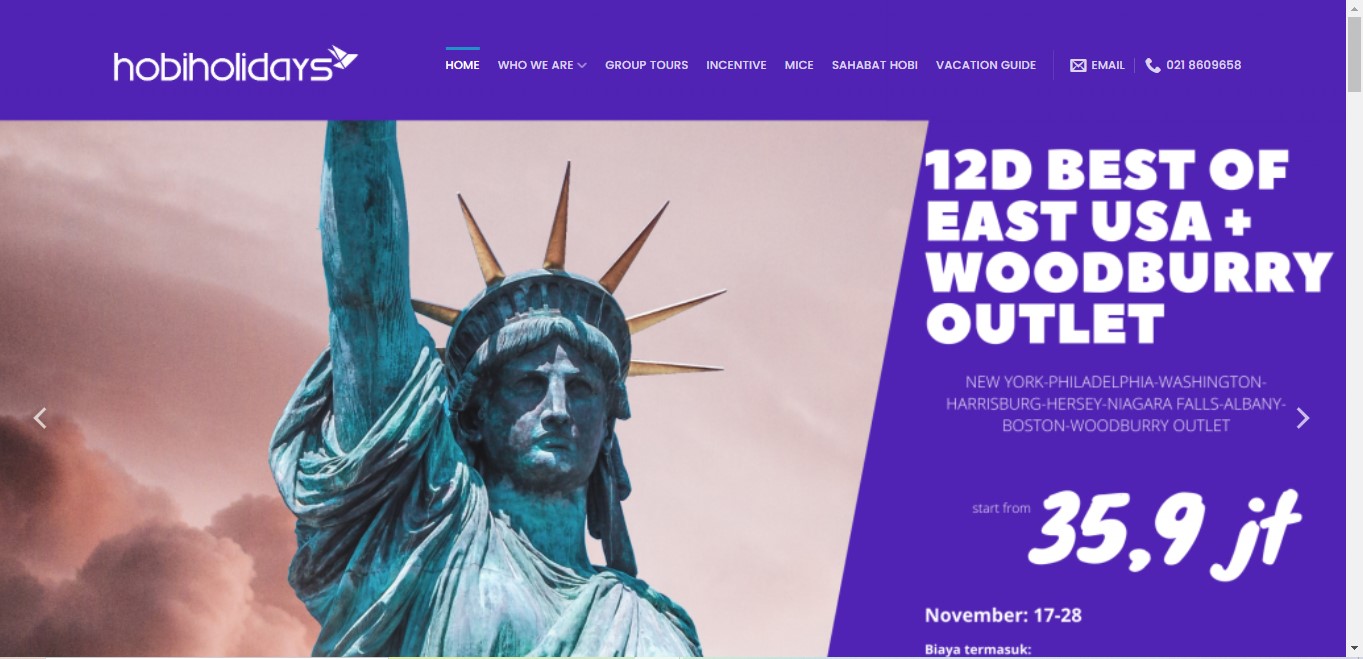 hobiholidays
HOME WHO WE ARE GROUP TOURS INCENTIVE MICE SAHABAT HOBI VACATION GUIDE EMAIL 021 8609658
12D BEST OF
EAST USA +
WOODBURRY
OUTLET
NEW YORK-PHILADELPHIA-WASHINGTON-
HARRISBURG-HERSEY-NIAGARA FALLS-ALBANY-
BOSTON-WOODBURRY OUTLET
start from 35,9 jt
November: 17-28
Biaya termasuk: